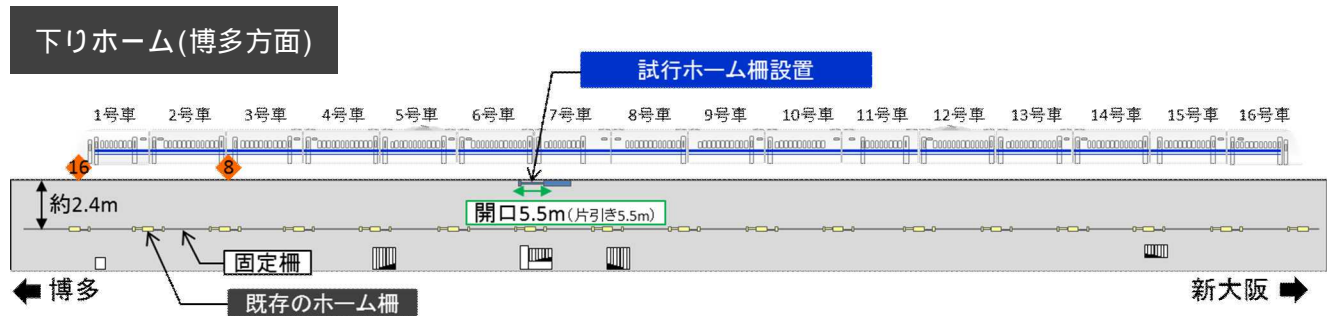 下りホーム(博多方面)
試行ホーム柵設置
1号車 2号車 3号車 4号車 5号車 6号車 7号車 8号車 9号車 10号車 11号車 12号車 13号車 14号車 15号車 16号車
16 8
約2.4m
開口5.5m(片引き5.5m)
固定柵
博多 新大阪
既存のホーム柵